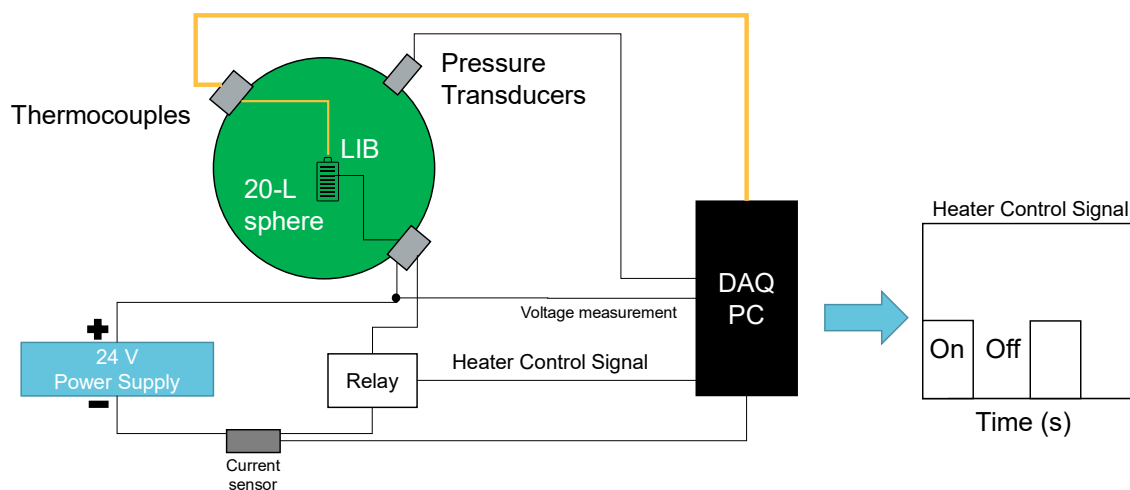 Pressure
Transducers
Thermocouples
LIB
20-L
sphere
Heater Control Signal
DAQ
PC
Voltage measurement
On
Off
+
24 V
Power Supply
−
Relay
Heater Control Signal
Time (s)
Current
sensor